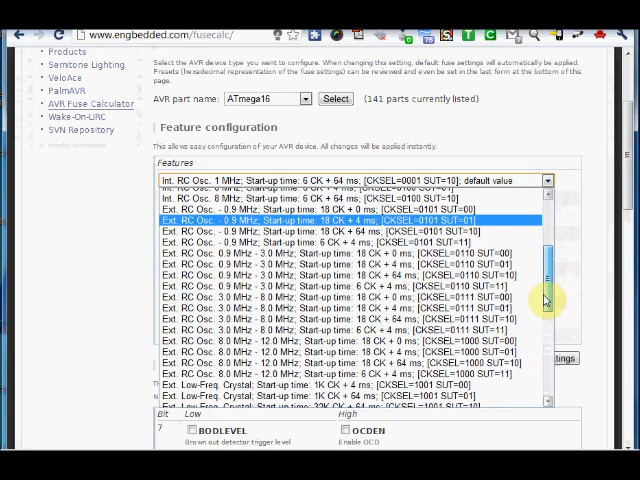 www.engbedded.com/fusecalc/
Products
Semitone Lighting
VeloAce
PalmAVR
AVR Fuse Calculator
Wake-On-LIRC
SVN Repository
Select the AVR device type you want to configure. When changing this setting, default fuse settings will automatically be applied.
Presets (hexadecimal representation of the fuse settings) can be reviewed and even be set in the last form at the bottom of this
page.
AVR part name: ATmega16 Select (141 parts currently listed)
Feature configuration
This allows easy configuration of your AVR device. All changes will be applied instantly.
Features
Int. RC Osc. 1 MHz; Start-up time: 6 CK + 64 ms; [CKSEL=0001 SUT=10]; default value
Int. RC Osc. 8 MHz; Start-up time: 6 CK + 64 ms; [CKSEL=0100 SUT=10]
Ext. RC Osc. - 0.9 MHz; Start-up time: 18 CK + 0 ms; [CKSEL=0101 SUT=00]
Ext. RC Osc. - 0.9 MHz; Start-up time: 18 CK + 4 ms; [CKSEL=0101 SUT=01]
Ext. RC Osc. - 0.9 MHz; Start-up time: 18 CK + 64 ms; [CKSEL=0101 SUT=10]
Ext. RC Osc. - 0.9 MHz; Start-up time: 6 CK + 4 ms; [CKSEL=0101 SUT=11]
Ext. RC Osc. 0.9 MHz - 3.0 MHz; Start-up time: 18 CK + 0 ms; [CKSEL=0110 SUT=00]
Ext. RC Osc. 0.9 MHz - 3.0 MHz; Start-up time: 18 CK + 4 ms; [CKSEL=0110 SUT=01]
Ext. RC Osc. 0.9 MHz - 3.0 MHz; Start-up time: 18 CK + 64 ms; [CKSEL=0110 SUT=10]
Ext. RC Osc. 0.9 MHz - 3.0 MHz; Start-up time: 6 CK + 4 ms; [CKSEL=0110 SUT=11]
Ext. RC Osc. 3.0 MHz - 8.0 MHz; Start-up time: 18 CK + 0 ms; [CKSEL=0111 SUT=00]
Ext. RC Osc. 3.0 MHz - 8.0 MHz; Start-up time: 18 CK + 4 ms; [CKSEL=0111 SUT=01]
Ext. RC Osc. 3.0 MHz - 8.0 MHz; Start-up time: 18 CK + 64 ms; [CKSEL=0111 SUT=10]
Ext. RC Osc. 3.0 MHz - 8.0 MHz; Start-up time: 6 CK + 4 ms; [CKSEL=0111 SUT=11]
Ext. RC Osc. 8.0 MHz - 12.0 MHz; Start-up time: 18 CK + 0 ms; [CKSEL=1000 SUT=00]
Ext. RC Osc. 8.0 MHz - 12.0 MHz; Start-up time: 18 CK + 4 ms; [CKSEL=1000 SUT=01]
Ext. RC Osc. 8.0 MHz - 12.0 MHz; Start-up time: 18 CK + 64 ms; [CKSEL=1000 SUT=10]
Ext. RC Osc. 8.0 MHz - 12.0 MHz; Start-up time: 6 CK + 4 ms; [CKSEL=1000 SUT=11]
Ext. Low-Freq. Crystal; Start-up time: 1K CK + 4 ms; [CKSEL=1001 SUT=00]
Ext. Low-Freq. Crystal; Start-up time: 1K CK + 64 ms; [CKSEL=1001 SUT=01]
Ext. Low-Freq. Crystal; Start-up time: 32K CK + 64 ms; [CKSEL=1001 SUT=10]
Bit Low High
7 BODLEVEL OCDEN
Brown out detector trigger level Enable OCD